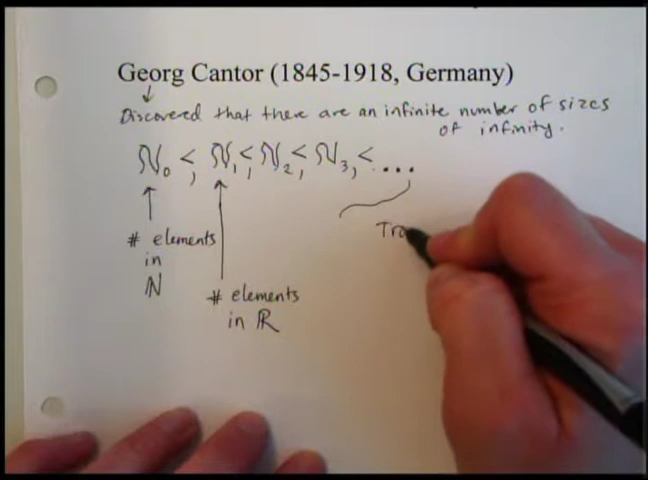 Georg Cantor (1845-1918, Germany)
Discovered that there are an infinite number of sizes
of infinity.
ℵ₀ <, ℵ₁ <, ℵ₂ <, ℵ₃, < ...
# elements
in
ℕ
# elements
in ℝ
Tra